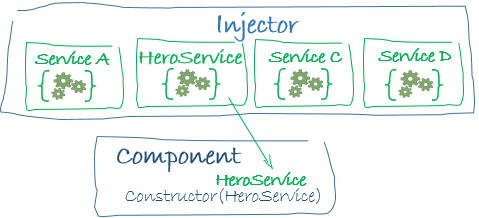 Injector
Service A HeroService Service C Service D
{ } { } { } { }
Component
HeroService
Constructor(HeroService)